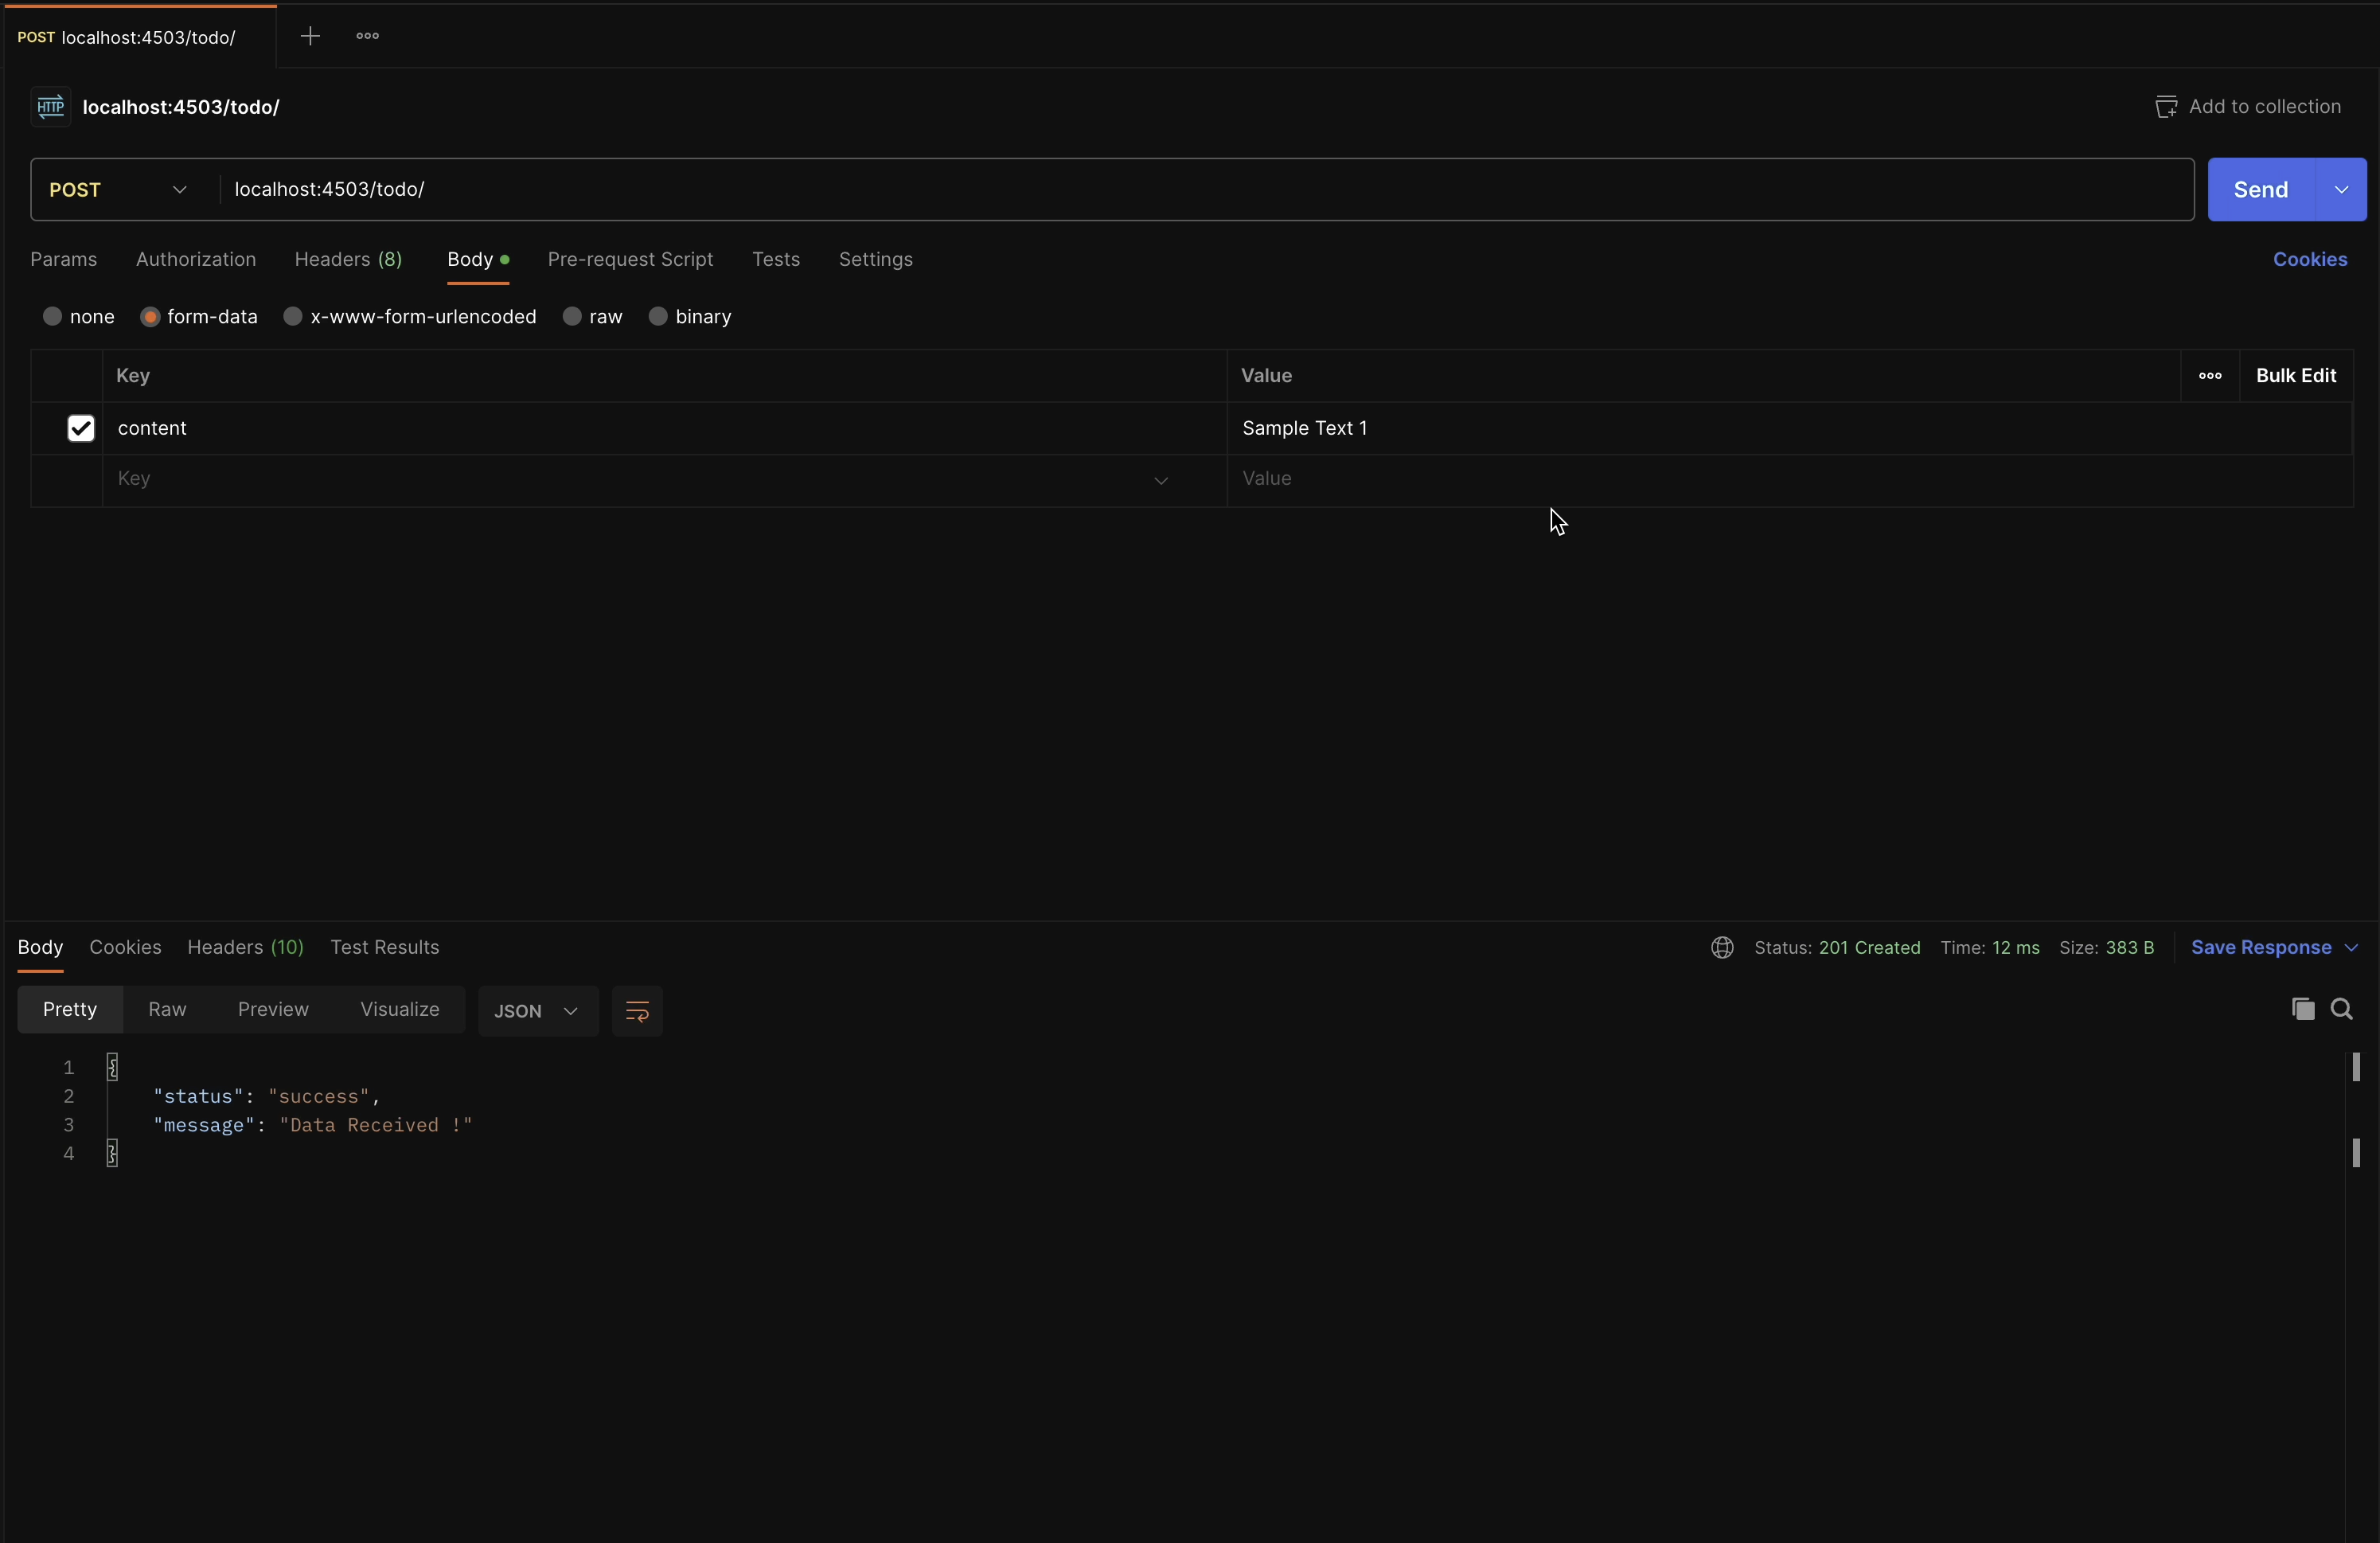 POST localhost:4503/todo/
HTTP localhost:4503/todo/ Add to collection
POST localhost:4503/todo/ Send
Params Authorization Headers (8) Body Pre-request Script Tests Settings Cookies
none form-data x-www-form-urlencoded raw binary
Key Value Bulk Edit
content Sample Text 1
Key Value
Body Cookies Headers (10) Test Results Status: 201 Created Time: 12 ms Size: 383 B Save Response
Pretty Raw Preview Visualize JSON
1 {
2 "status": "success",
3 "message": "Data Received !"
4 }